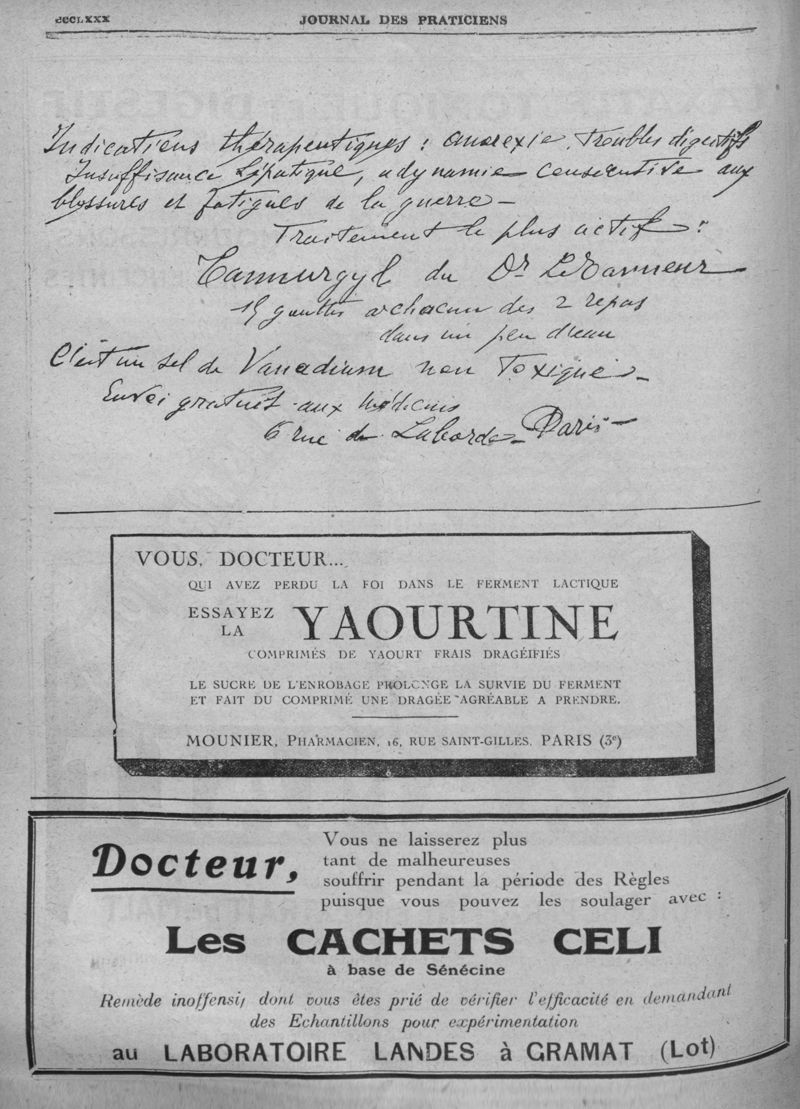 ccccLXXX
JOURNAL DES PRATICIENS
Indications thérapeutiques : anorexie, Troubles digestifs
Insuffisance hépatique, adynamie consécutive aux
blessures et fatigues de la guerre —
Traitement le plus actif :
Tannurgyl du Dr Le Tanneur
15 gouttes à chacun des 2 repas
dans un peu d'eau
C'est un sel de Vanadium non Toxique —
Envoi gratuit aux Médecins
6 rue de Laborde — Paris —
VOUS, DOCTEUR...
QUI AVEZ PERDU LA FOI DANS LE FERMENT LACTIQUE
ESSAYEZ LA YAOURTINE
COMPRIMÉS DE YAOURT FRAIS DRAGÉIFIÉS
LE SUCRE DE L'ENROBAGE PROLONGE LA SURVIE DU FERMENT
ET FAIT DU COMPRIMÉ UNE DRAGÉE AGRÉABLE A PRENDRE.
MOUNIER, PHARMACIEN, 16, RUE SAINT-GILLES, PARIS (3e)
Docteur,
Vous ne laisserez plus
tant de malheureuses
souffrir pendant la période des Règles
puisque vous pouvez les soulager avec :
Les CACHETS CELI
à base de Sénécine
Remède inoffensif dont vous êtes prié de vérifier l'efficacité en demandant
des Echantillons pour expérimentation
au LABORATOIRE LANDES à GRAMAT (Lot)